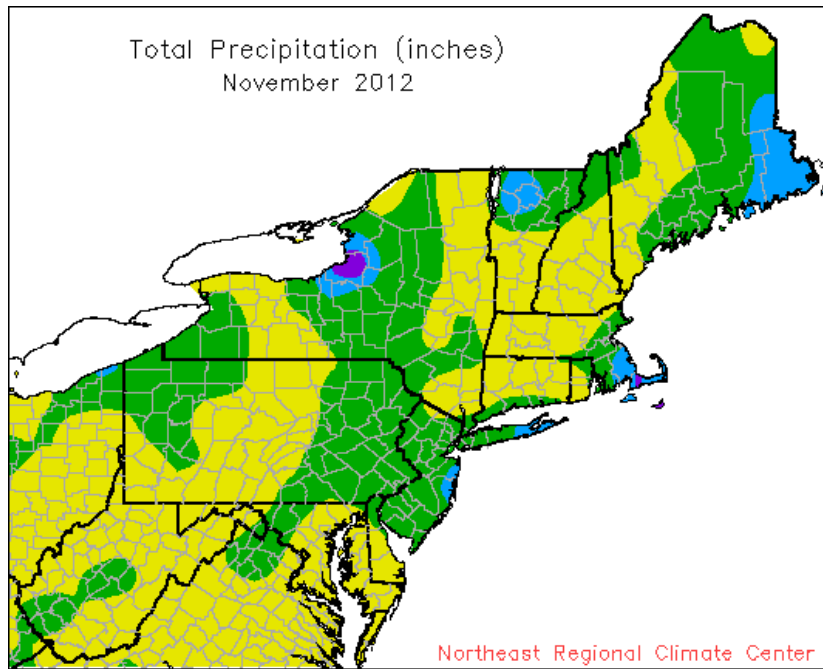 Total Precipitation (inches)
November 2012
Northeast Regional Climate Center